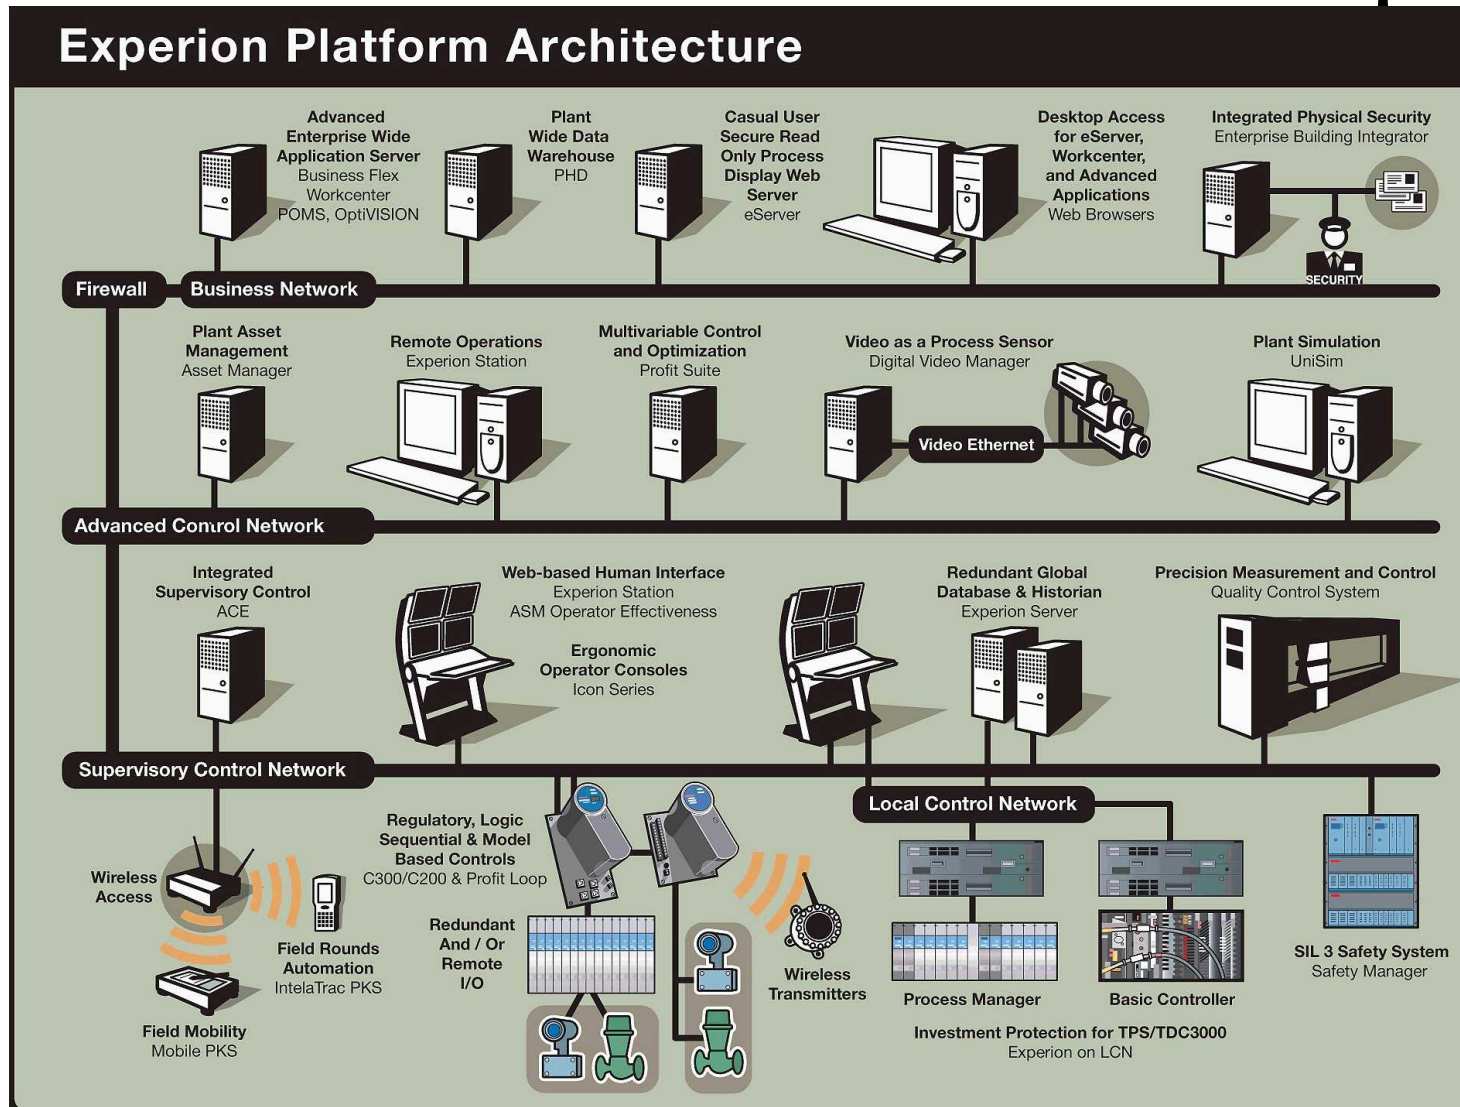 Experion Platform Architecture
Advanced
Enterprise Wide
Application Server
Business Flex
Workcenter
POMS, OptiVISION
Plant
Wide Data
Warehouse
PHD
Casual User
Secure Read
Only Process
Display Web
Server
eServer
Desktop Access
for eServer,
Workcenter,
and Advanced
Applications
Web Browsers
Integrated Physical Security
Enterprise Building Integrator
SECURITY
Firewall
Business Network
Plant Asset
Management
Asset Manager
Remote Operations
Experion Station
Multivariable Control
and Optimization
Profit Suite
Video as a Process Sensor
Digital Video Manager
Video Ethernet
Plant Simulation
UniSim
Advanced Control Network
Integrated
Supervisory Control
ACE
Web-based Human Interface
Experion Station
ASM Operator Effectiveness
Ergonomic
Operator Consoles
Icon Series
Redundant Global
Database & Historian
Experion Server
Precision Measurement and Control
Quality Control System
Supervisory Control Network
Wireless
Access
Field Rounds
Automation
IntelaTrac PKS
Field Mobility
Mobile PKS
Regulatory, Logic
Sequential & Model
Based Controls
C300/C200 & Profit Loop
Redundant
And / Or
Remote
I/O
Wireless
Transmitters
Local Control Network
Process Manager
Basic Controller
Investment Protection for TPS/TDC3000
Experion on LCN
SIL 3 Safety System
Safety Manager